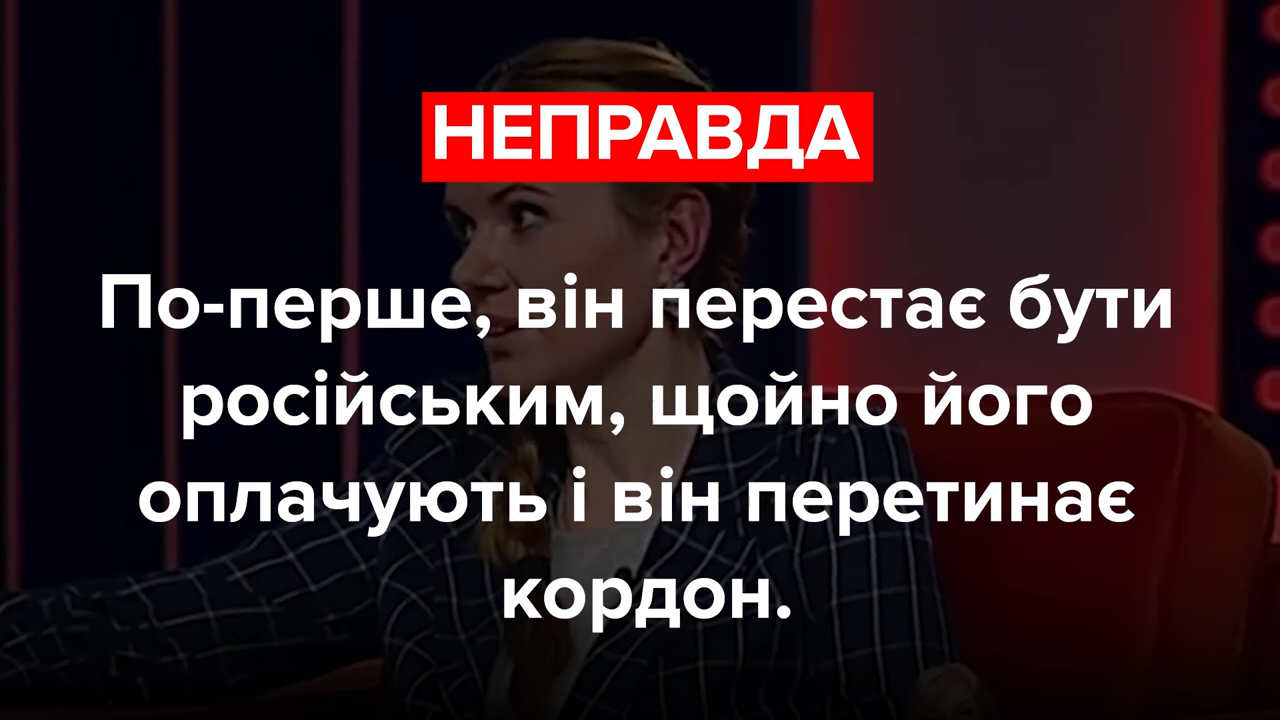 НЕПРАВДА
По-перше, він перестає бути
російським, щойно його
оплачують і він перетинає
кордон.